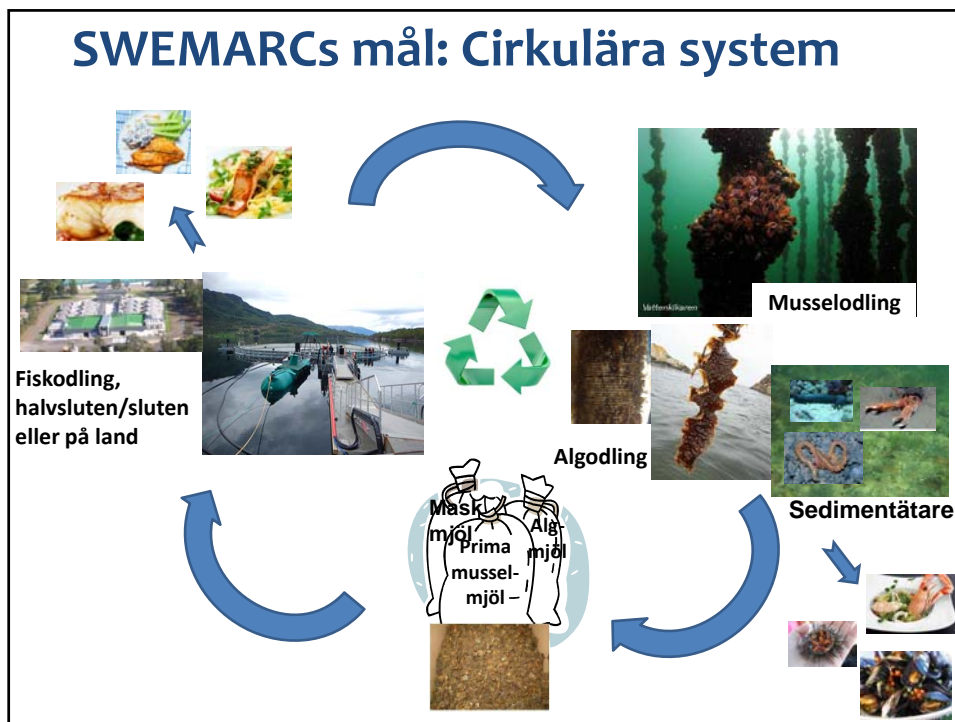 SWEMARCs mål: Cirkulära system
Vattenkikaren
Musselodling
Fiskodling,
halvsluten/sluten
eller på land
Algodling
Sedimentätare
Mask
mjöl
Alg-
mjöl
Prima
mussel-
mjöl